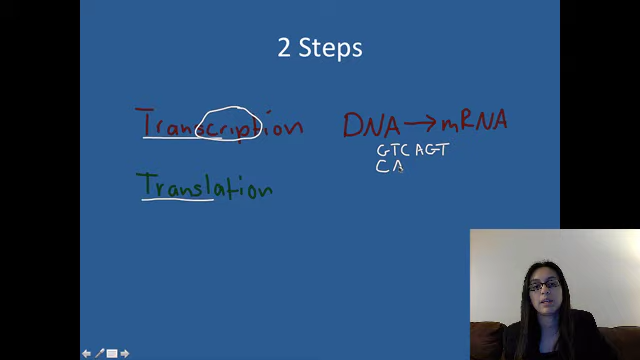 2 Steps
Transcription DNA → mRNA
GTC AGT
CA
Translation